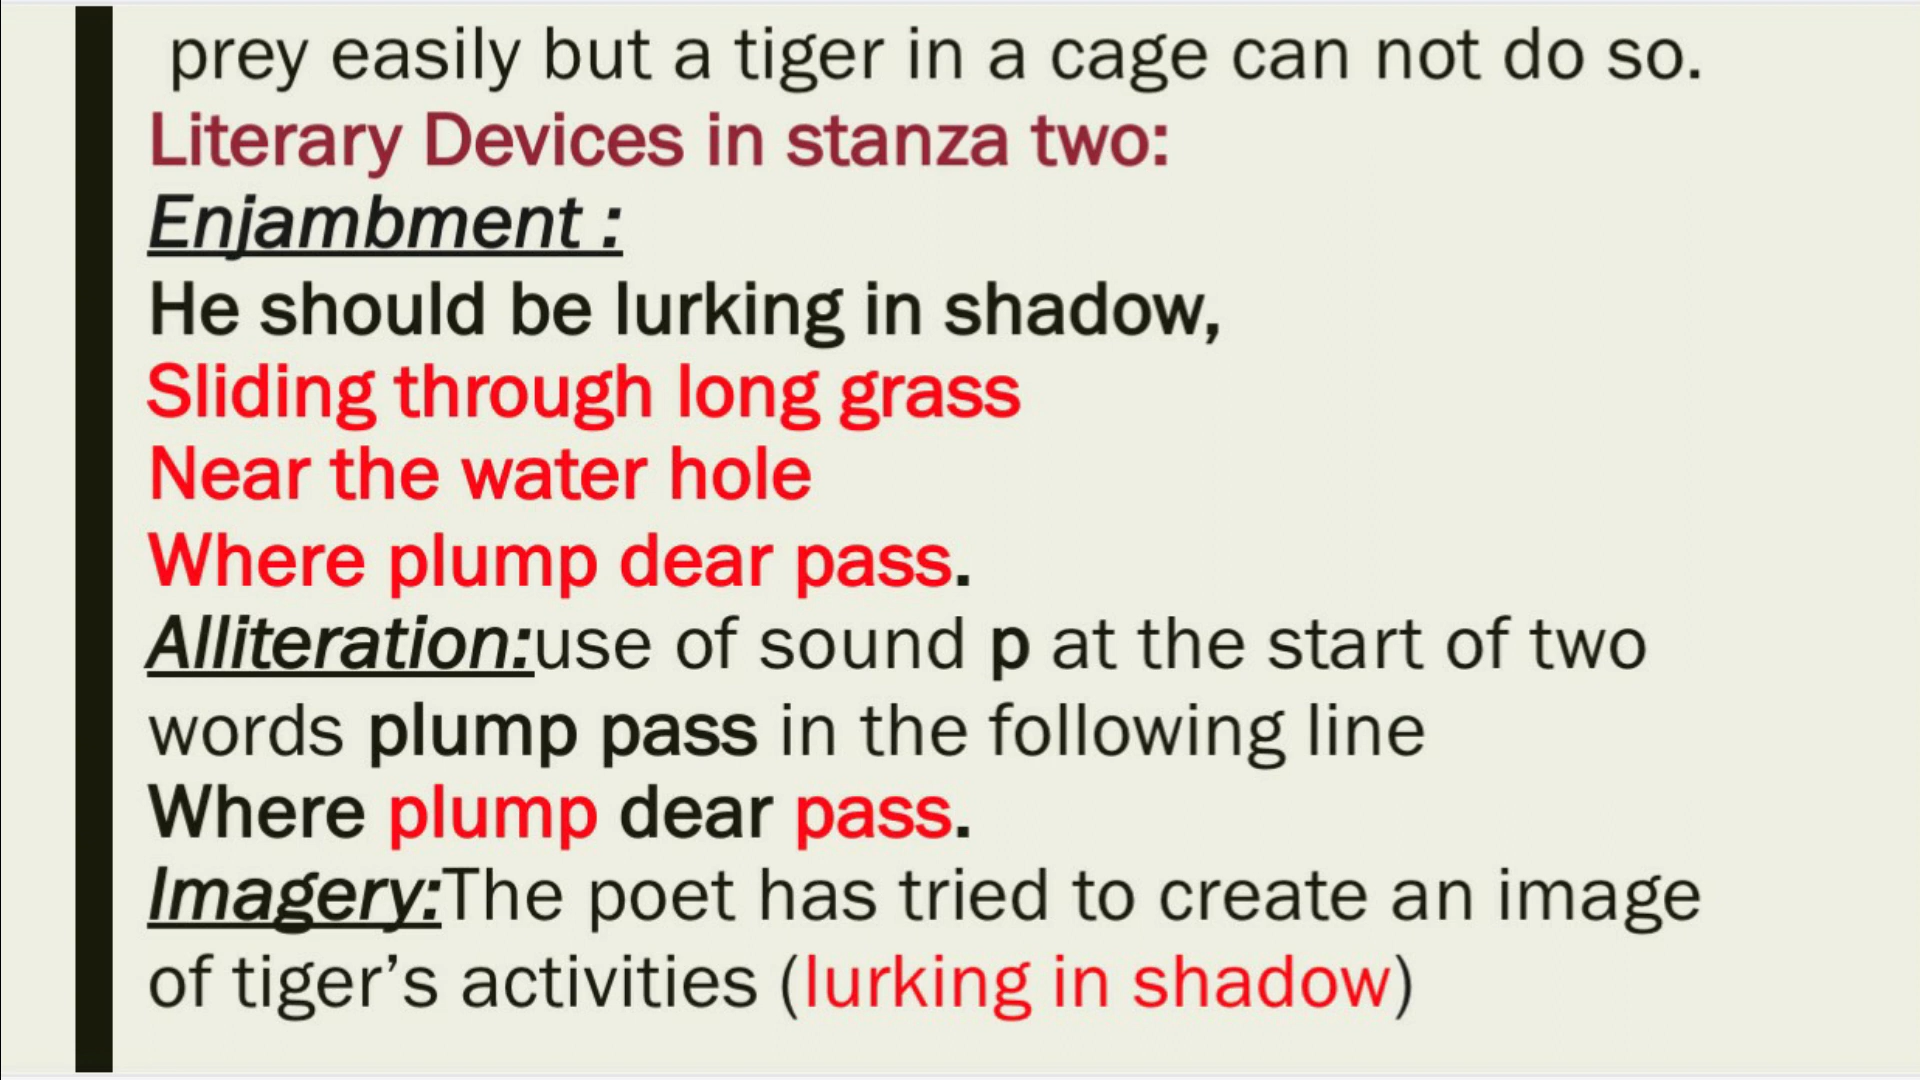 prey easily but a tiger in a cage can not do so.
Literary Devices in stanza two:
Enjambment :
He should be lurking in shadow,
Sliding through long grass
Near the water hole
Where plump dear pass.
Alliteration:use of sound p at the start of two
words plump pass in the following line
Where plump dear pass.
Imagery:The poet has tried to create an image
of tiger’s activities (lurking in shadow)